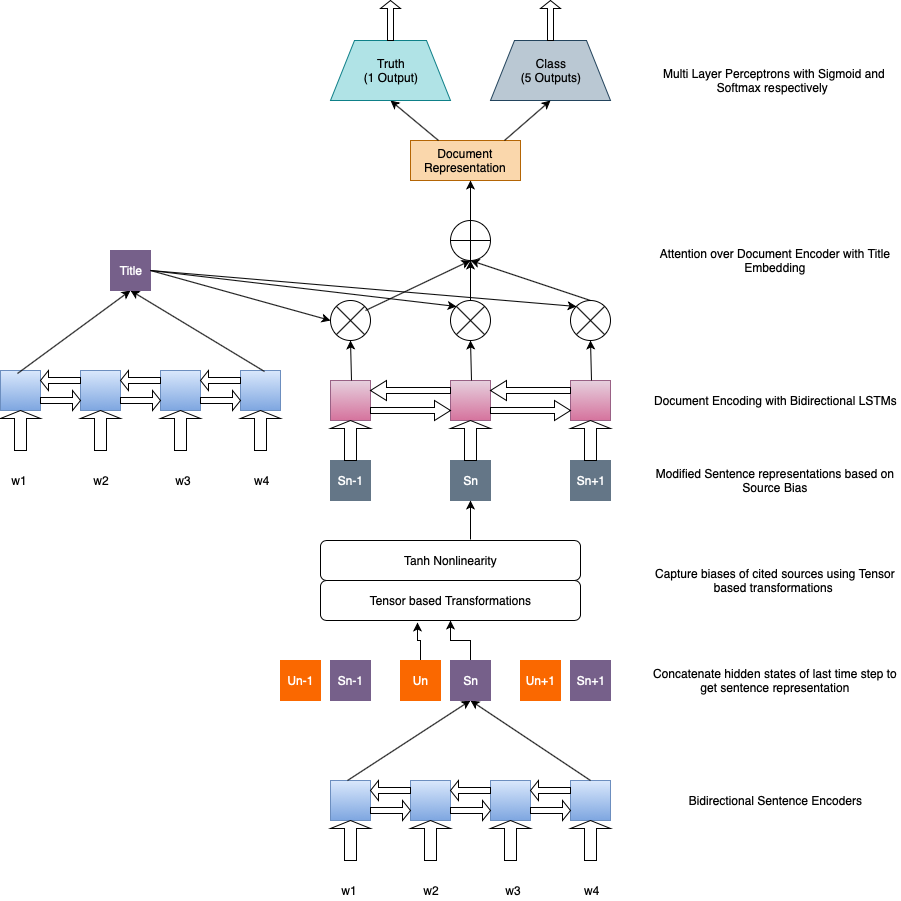 Truth
(1 Output)
Class
(5 Outputs)
Multi Layer Perceptrons with Sigmoid and
Softmax respectively
Document
Representation
Title
Attention over Document Encoder with Title
Embedding
Document Encoding with Bidirectional LSTMs
w1 w2 w3 w4
Sn-1 Sn Sn+1
Modified Sentence representations based on
Source Bias
Tanh Nonlinearity
Tensor based Transformations
Capture biases of cited sources using Tensor
based transformations
Un-1 Sn-1 Un Sn Un+1 Sn+1
Concatenate hidden states of last time step to
get sentence representation
Bidirectional Sentence Encoders
w1 w2 w3 w4